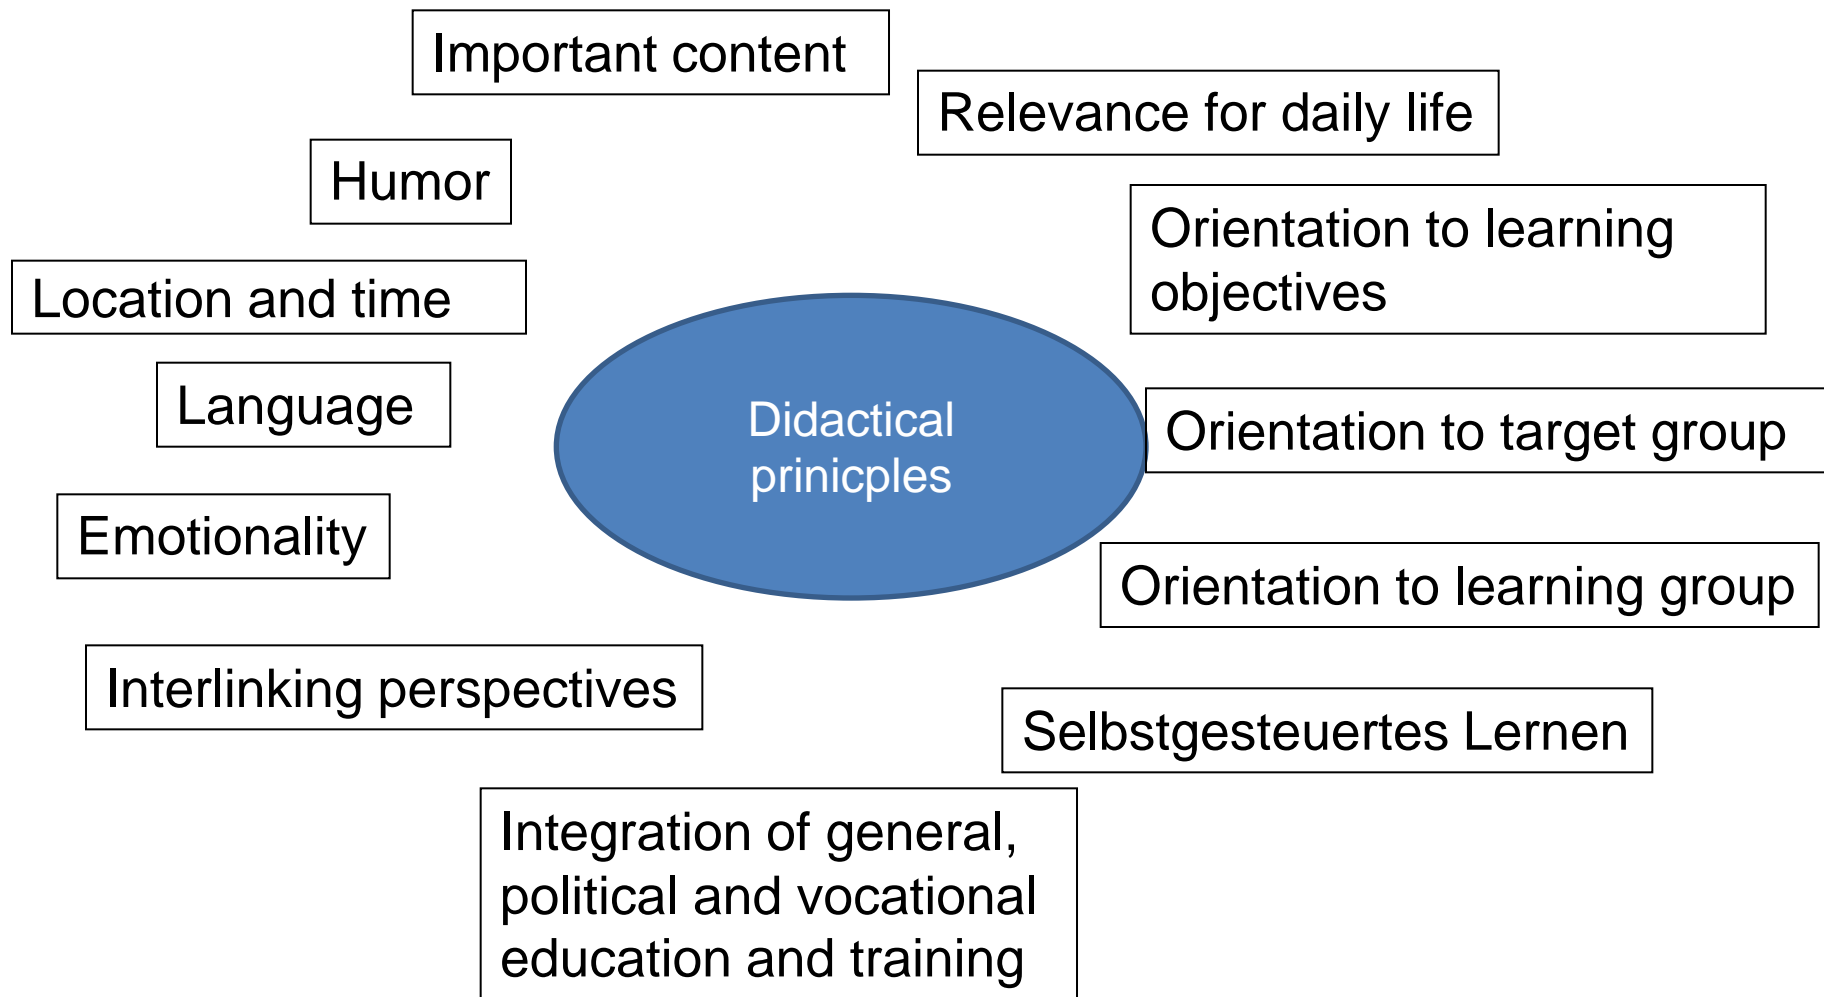 Important content
Relevance for daily life
Humor
Orientation to learning
objectives
Location and time
Language
Didactical
prinicples
Orientation to target group
Emotionality
Orientation to learning group
Interlinking perspectives
Selbstgesteuertes Lernen
Integration of general,
political and vocational
education and training